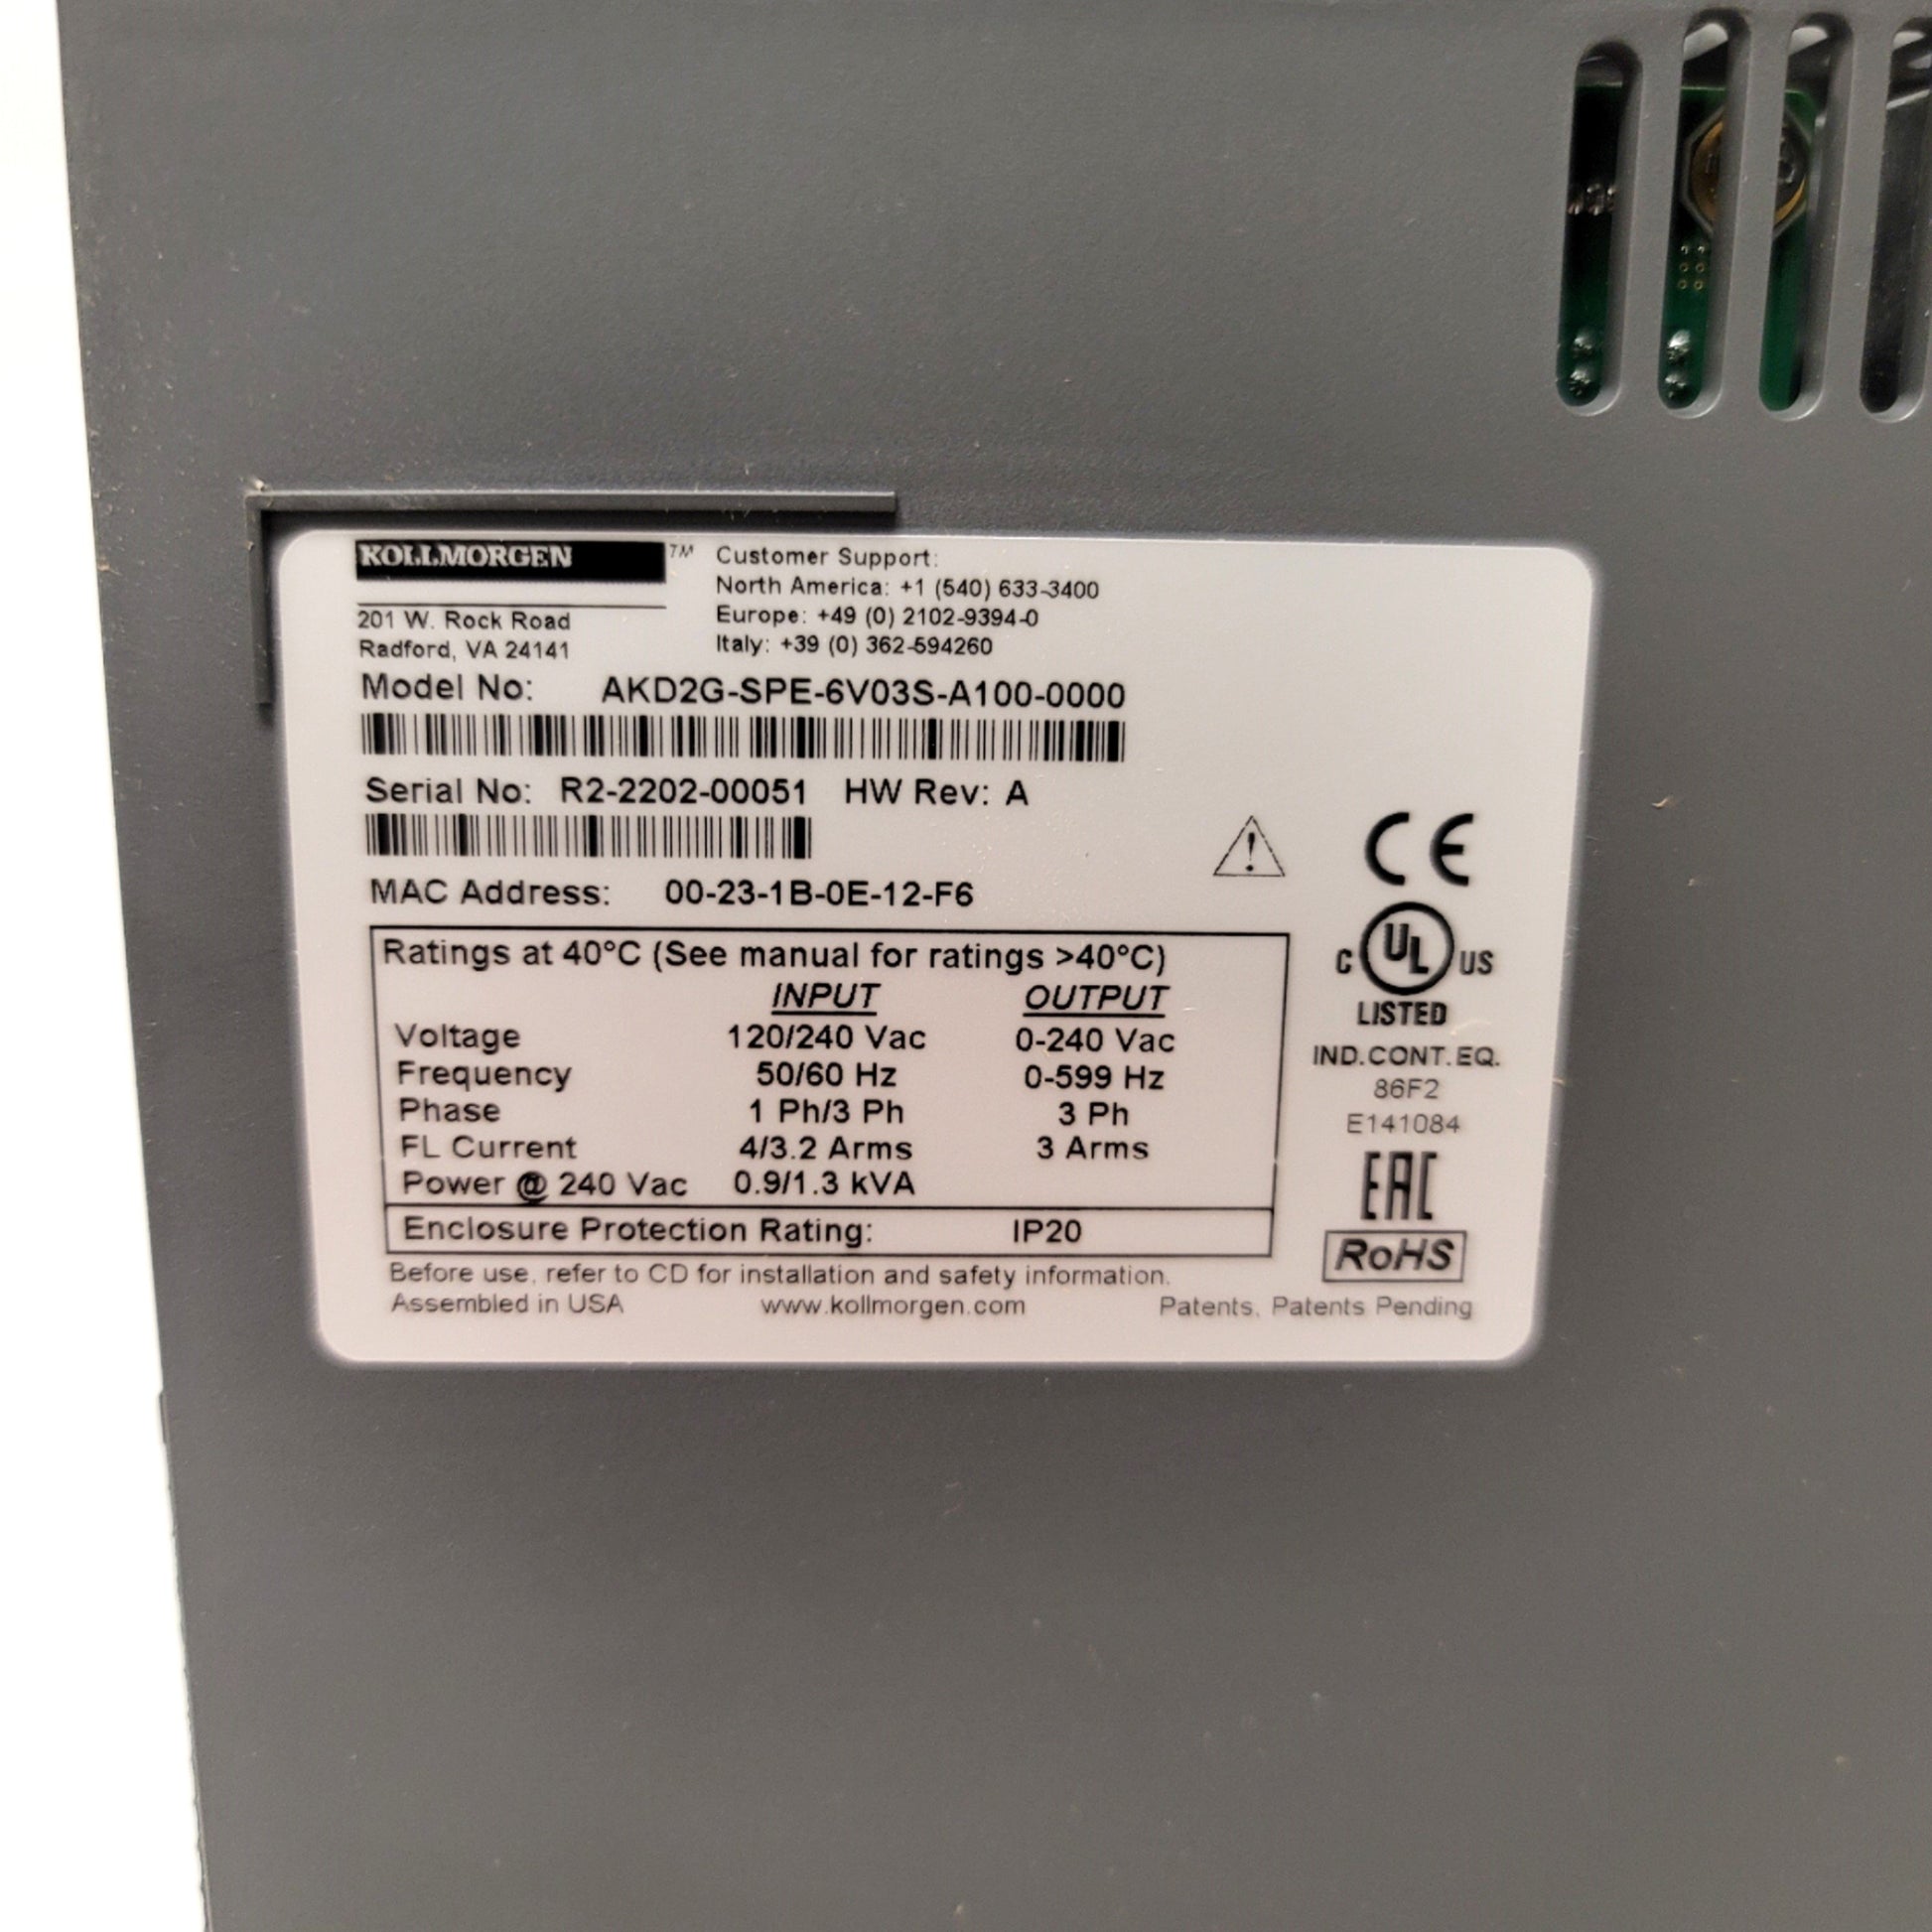 KOLLMORGEN TM
201 W. Rock Road
Radford, VA 24141
Customer Support:
North America: +1 (540) 633-3400
Europe: +49 (0) 2102-9394-0
Italy: +39 (0) 362-594260
Model No: AKD2G-SPE-6V03S-A100-0000
Serial No: R2-2202-00051 HW Rev: A
MAC Address: 00-23-1B-0E-12-F6
Ratings at 40°C (See manual for ratings >40°C)
INPUT OUTPUT
Voltage 120/240 Vac 0-240 Vac
Frequency 50/60 Hz 0-599 Hz
Phase 1 Ph/3 Ph 3 Ph
FL Current 4/3.2 Arms 3 Arms
Power @ 240 Vac 0.9/1.3 kVA
Enclosure Protection Rating: IP20
Before use, refer to CD for installation and safety information.
Assembled in USA www.kollmorgen.com Patents, Patents Pending
CE
C UL US
LISTED
IND.CONT.EQ.
86F2
E141084
EAC
RoHS